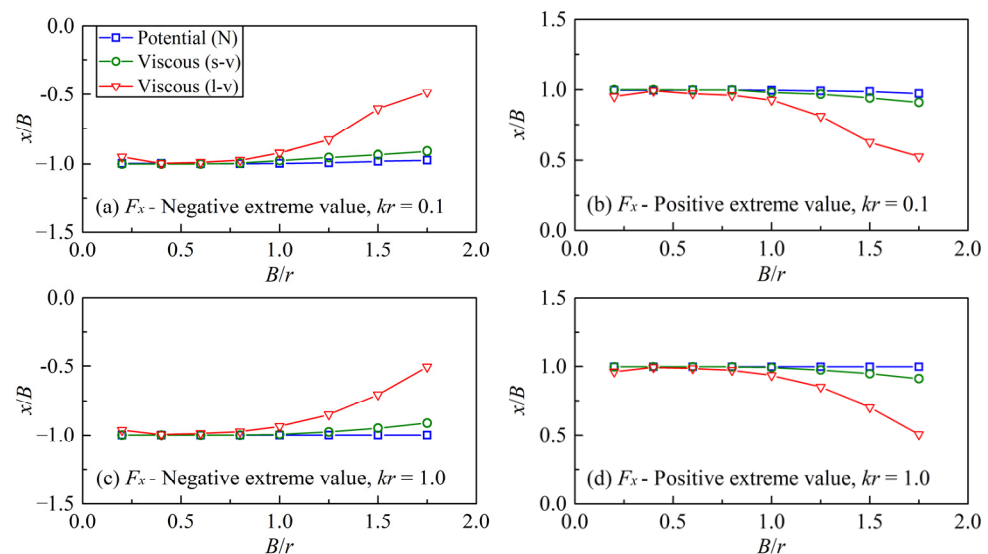 0.0
-0.5
−1.0
−1.5
x/B
Potential (N)
Viscous (s-v)
Viscous (l-v)
(a) Fx - Negative extreme value, kr = 0.1
0.0 0.5 1.0 1.5 2.0
B/r
1.5
1.0
0.5
0.0
x/B
(b) Fx - Positive extreme value, kr = 0.1
0.0 0.5 1.0 1.5 2.0
B/r
0.0
-0.5
−1.0
−1.5
x/B
(c) Fx - Negative extreme value, kr = 1.0
0.0 0.5 1.0 1.5 2.0
B/r
1.5
1.0
0.5
0.0
x/B
(d) Fx - Positive extreme value, kr = 1.0
0.0 0.5 1.0 1.5 2.0
B/r